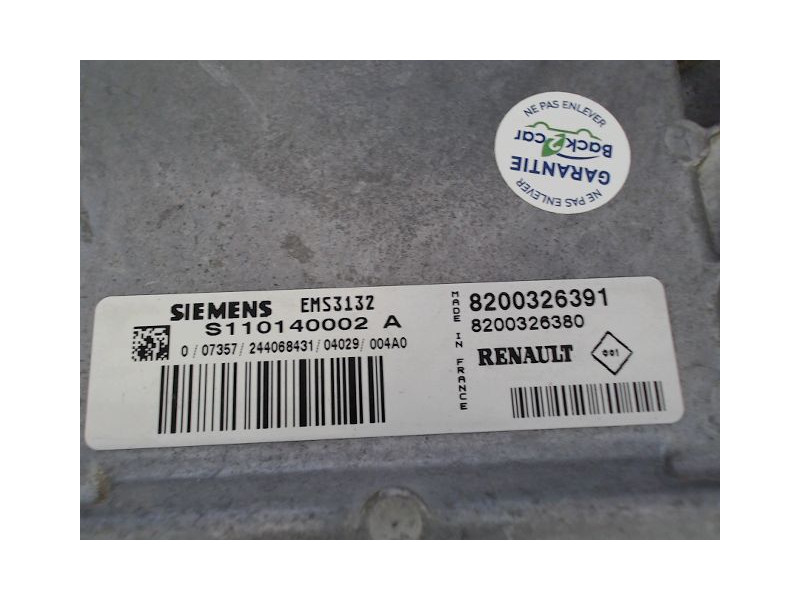 NE PAS ENLEVER
Back2car
GARANTIE
NE PAS ENLEVER
SIEMENS EMS3132
S110140002 A
0 / 07357 / 244068431 / 04029 / 004A0
MADE IN FRANCE
8200326391
8200326380
RENAULT
001